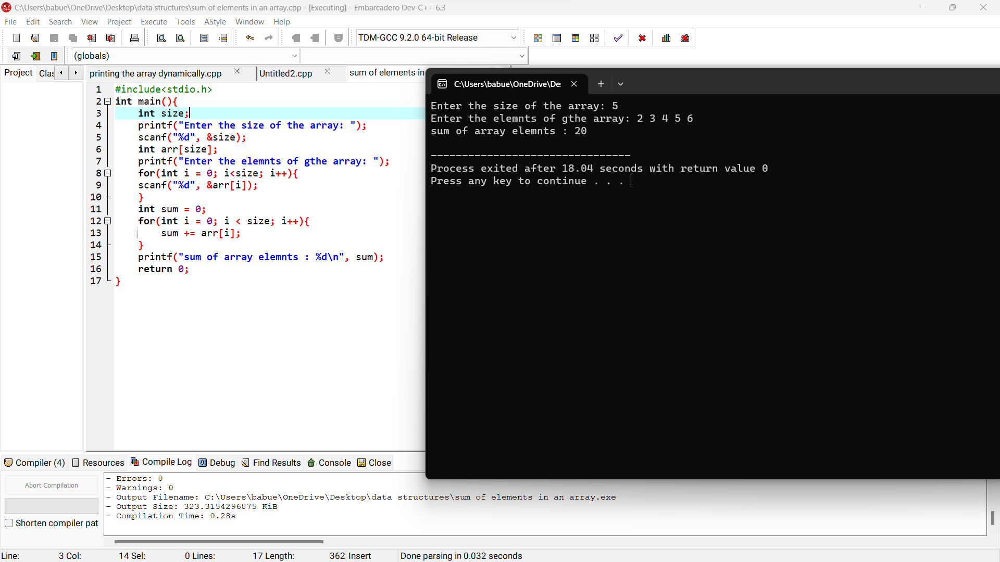 C:\Users\babue\OneDrive\Desktop\data structures\sum of elements in an array.cpp - [Executing] - Embarcadero Dev-C++ 6.3
File Edit Search View Project Execute Tools AStyle Window Help
TDM-GCC 9.2.0 64-bit Release
(globals)
Project Clas printing the array dynamically.cpp Untitled2.cpp sum of elements in
1 #include<stdio.h>
2 int main(){
3 int size;
4 printf("Enter the size of the array: ");
5 scanf("%d", &size);
6 int arr[size];
7 printf("Enter the elemnts of gthe array: ");
8 for(int i = 0; i<size; i++){
9 scanf("%d", &arr[i]);
10 }
11 int sum = 0;
12 for(int i = 0; i < size; i++){
13 sum += arr[i];
14 }
15 printf("sum of array elemnts : %d\n", sum);
16 return 0;
17 }
C:\Users\babue\OneDrive\De:
Enter the size of the array: 5
Enter the elemnts of gthe array: 2 3 4 5 6
sum of array elemnts : 20
--------------------------------
Process exited after 18.04 seconds with return value 0
Press any key to continue . . .
Compiler (4) Resources Compile Log Debug Find Results Console Close
Abort Compilation
Shorten compiler pat
- Errors: 0
- Warnings: 0
- Output Filename: C:\Users\babue\OneDrive\Desktop\data structures\sum of elements in an array.exe
- Output Size: 323.3154296875 KiB
- Compilation Time: 0.28s
Line: 3 Col: 14 Sel: 0 Lines: 17 Length: 362 Insert Done parsing in 0.032 seconds